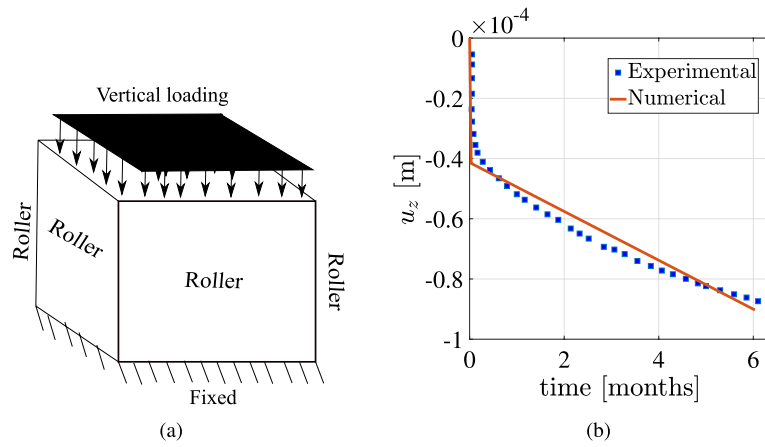 Vertical loading
Roller
Roller
Roller
Roller
Fixed
(a)
×10⁻⁴
0
-0.2
-0.4
-0.6
-0.8
-1
u_z [m]
Experimental
Numerical
0 2 4 6
time [months]
(b)